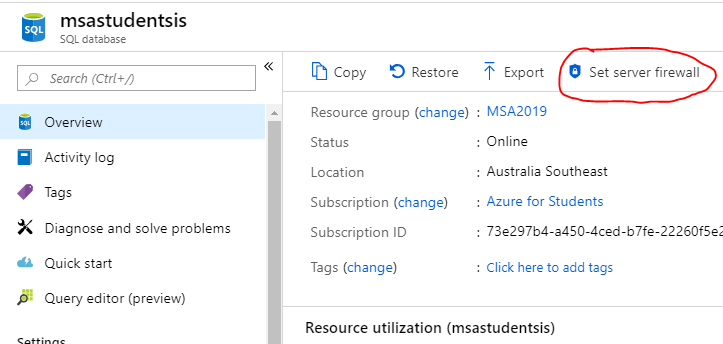 msastudentsis
SQL
SQL database
Search (Ctrl+/)
Overview
Activity log
Tags
Diagnose and solve problems
Quick start
Query editor (preview)
Settings
Copy Restore Export Set server firewall
Resource group (change) : MSA2019
Status : Online
Location : Australia Southeast
Subscription (change) : Azure for Students
Subscription ID : 73e297b4-a450-4ced-b7fe-22260f5e2
Tags (change) : Click here to add tags
Resource utilization (msastudentsis)